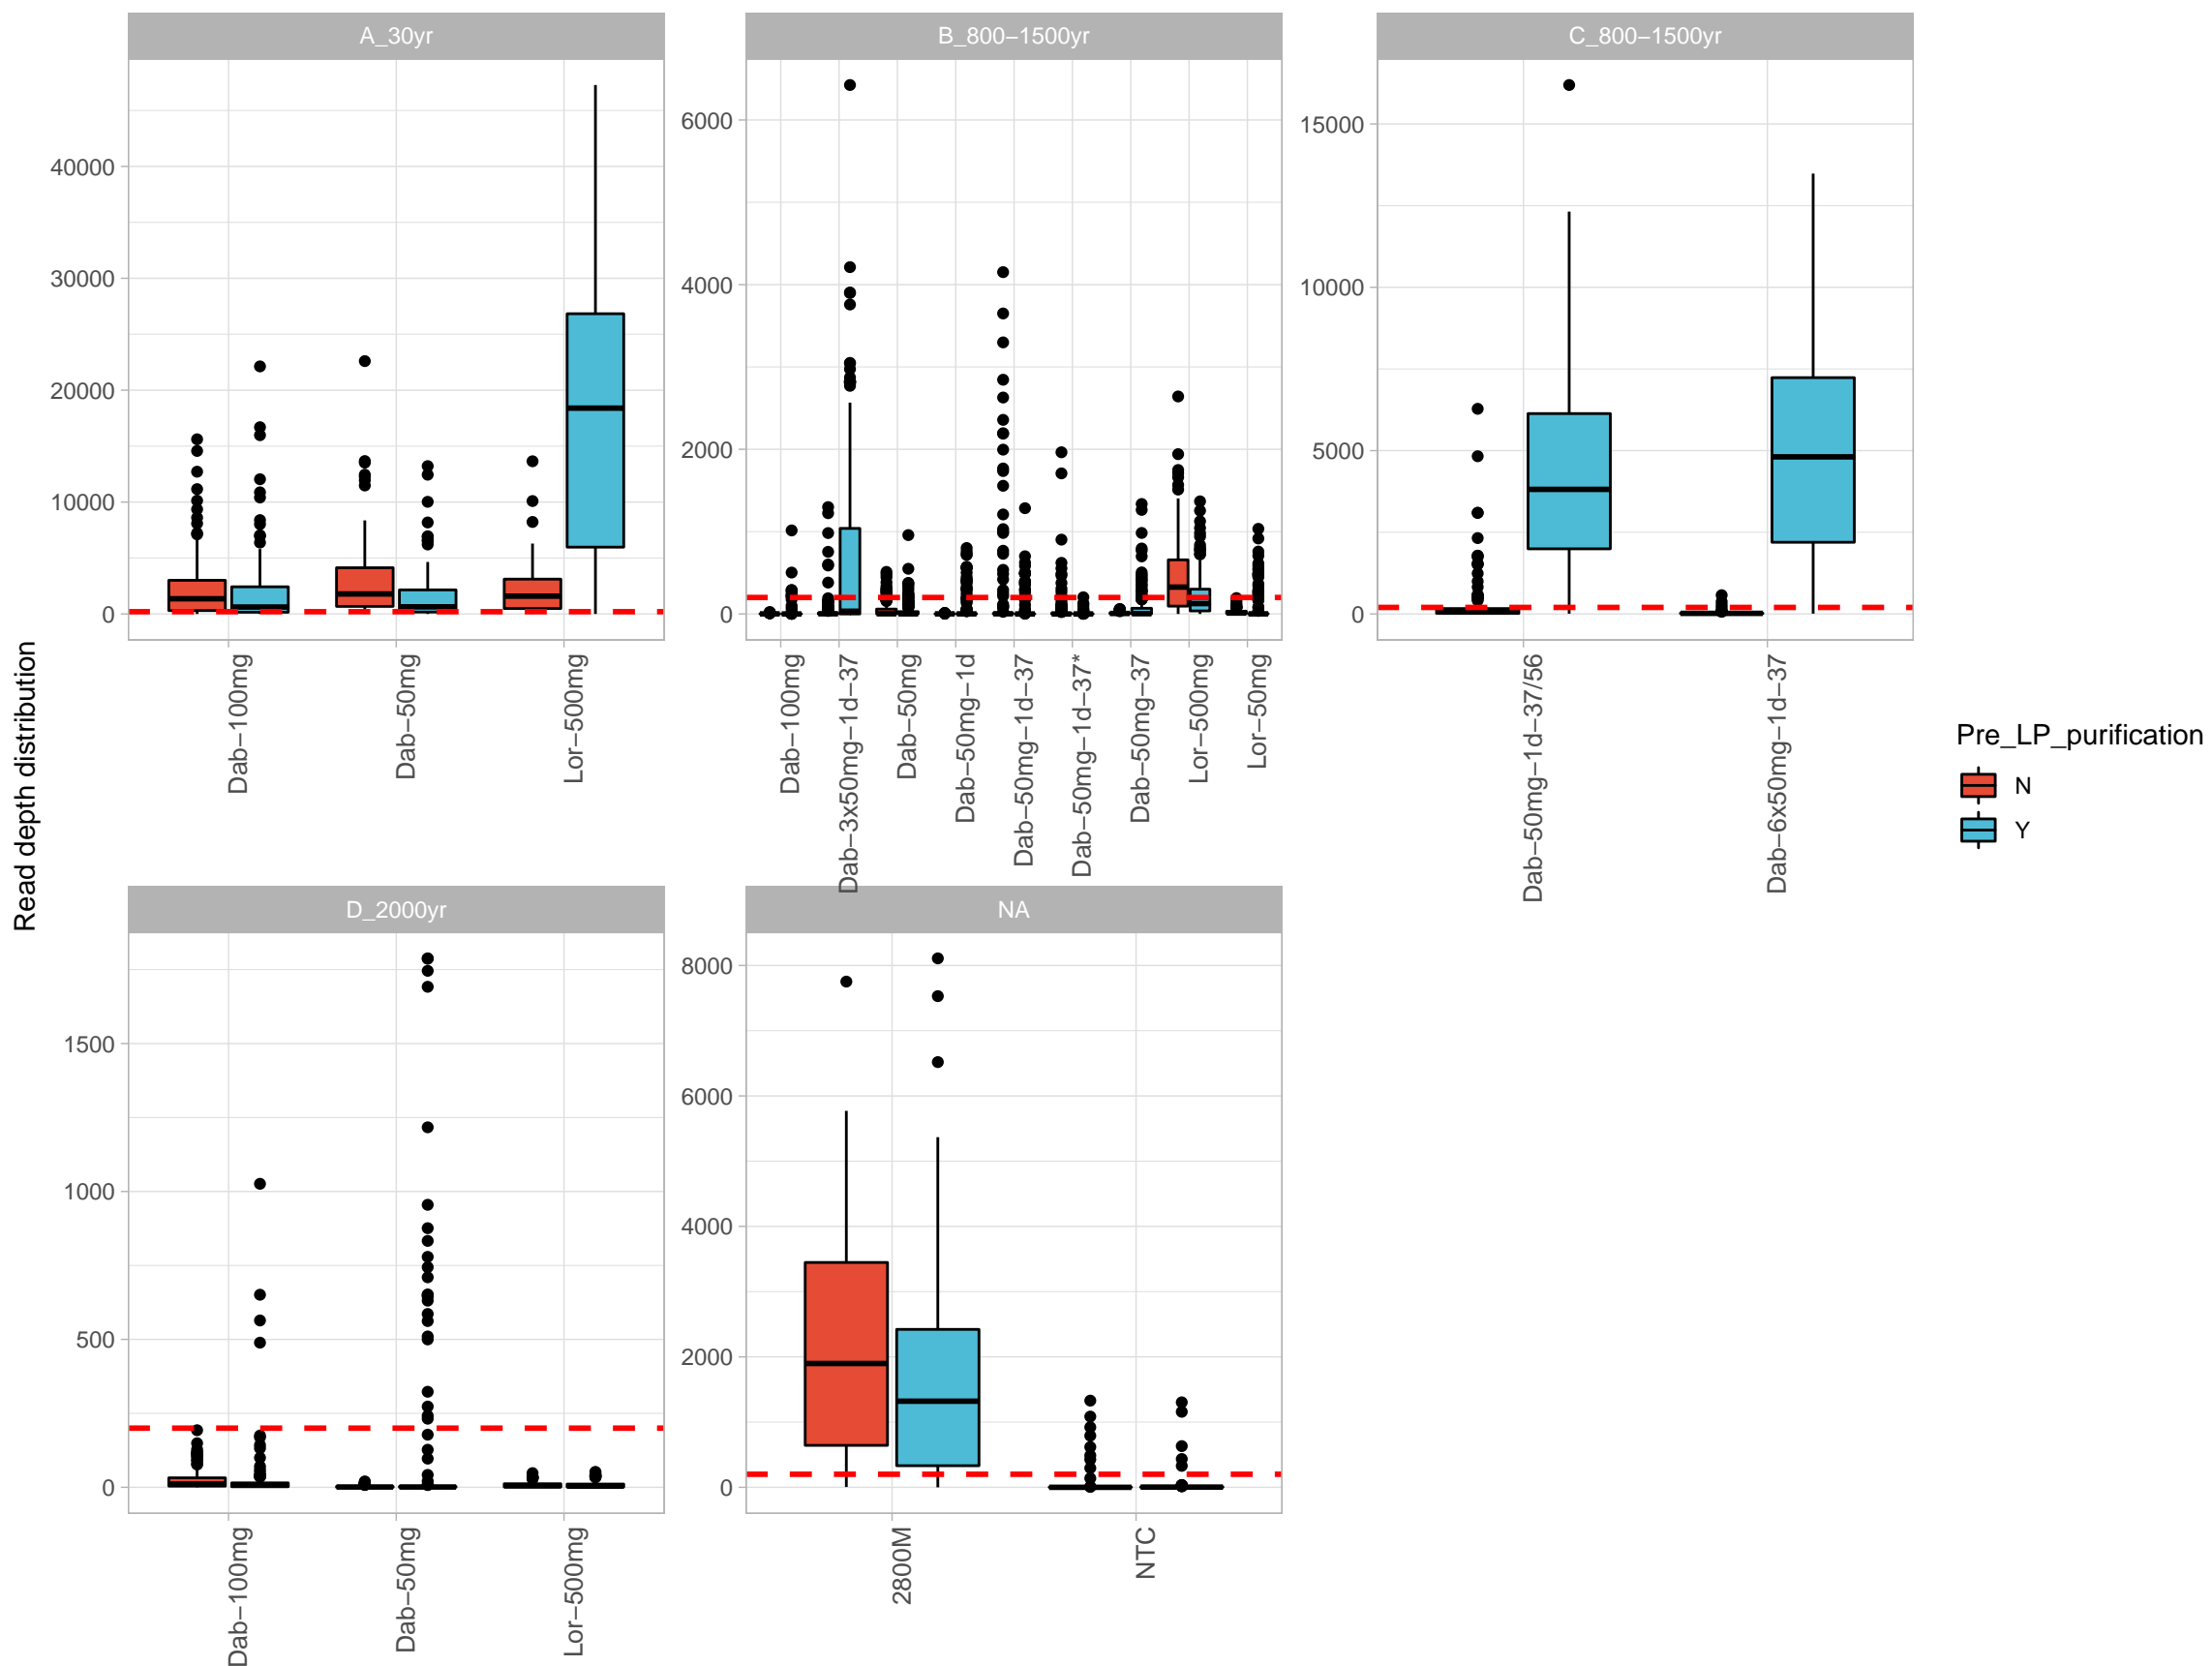 Read depth distribution
A_30yr
40000
30000
20000
10000
0
Dab−100mg
Dab−50mg
Lor−500mg
B_800−1500yr
6000
4000
2000
0
Dab−100mg
Dab−3x50mg−1d−37
Dab−50mg
Dab−50mg−1d
Dab−50mg−1d−37
Dab−50mg−1d−37*
Dab−50mg−37
Lor−500mg
Lor−50mg
C_800−1500yr
15000
10000
5000
0
Dab−50mg−1d−37/56
Dab−6x50mg−1d−37
D_2000yr
1500
1000
500
0
Dab−100mg
Dab−50mg
Lor−500mg
NA
8000
6000
4000
2000
0
2800M
NTC
Pre_LP_purification
N
Y